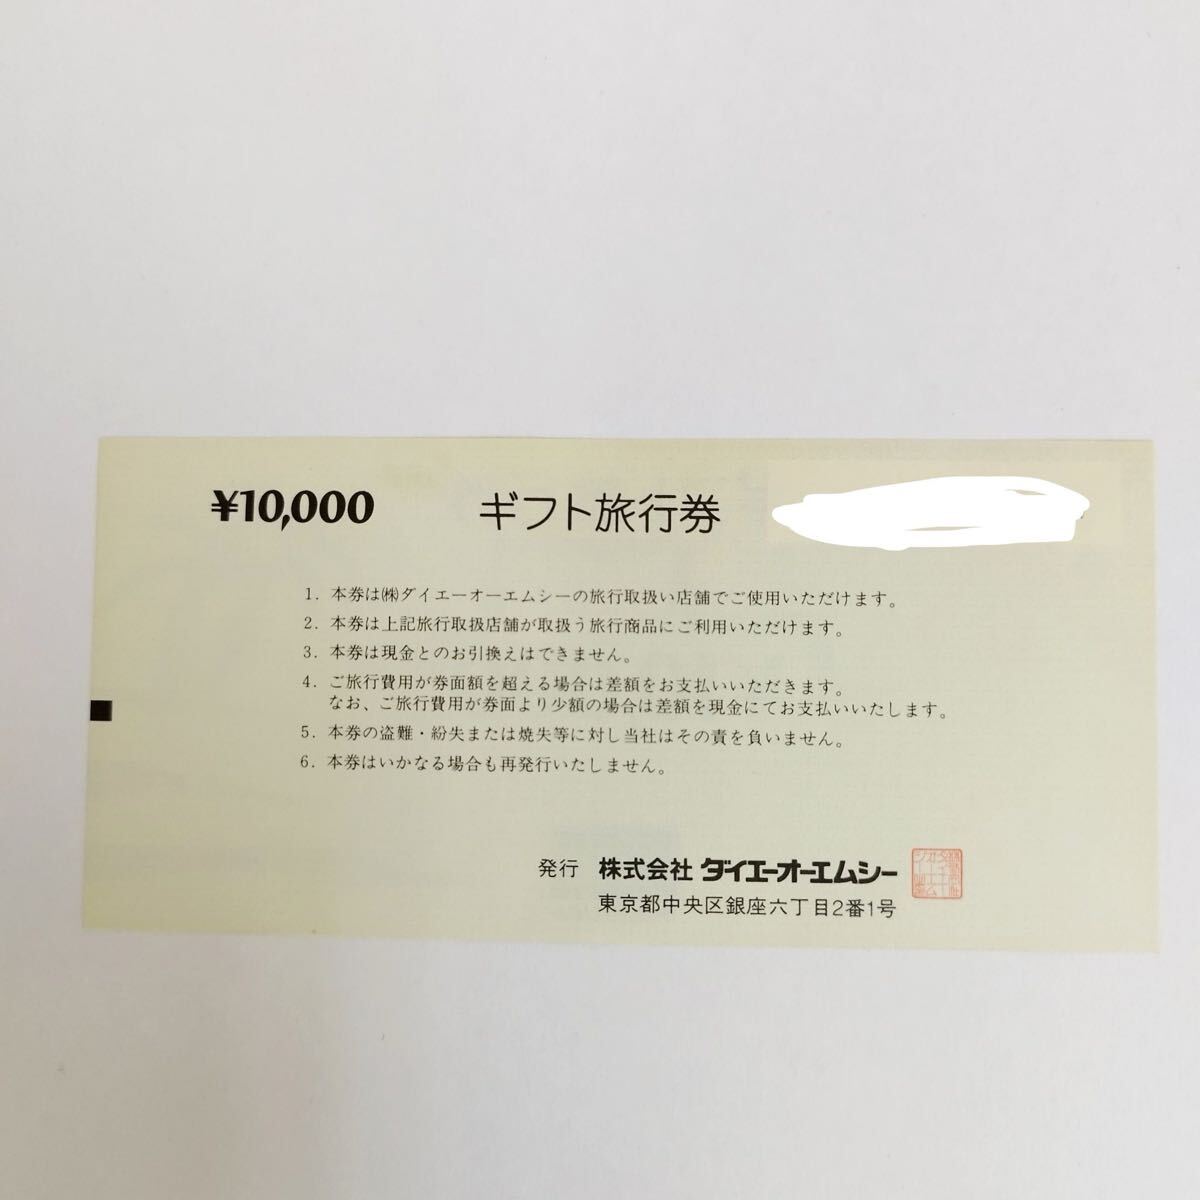 ¥10,000 ギフト旅行券
1. 本券は㈱ダイエーオーエムシーの旅行取扱い店舗でご使用いただけます。
2. 本券は上記旅行取扱店舗が取扱う旅行商品にご利用いただけます。
3. 本券は現金とのお引換えはできません。
4. ご旅行費用が券面額を超える場合は差額をお支払いいただきます。
なお、ご旅行費用が券面より少額の場合は差額を現金にてお支払いいたします。
5. 本券の盗難・紛失または焼失等に対し当社はその責を負いません。
6. 本券はいかなる場合も再発行いたしません。
発行 株式会社 ダイエーオーエムシー
東京都中央区銀座六丁目2番1号